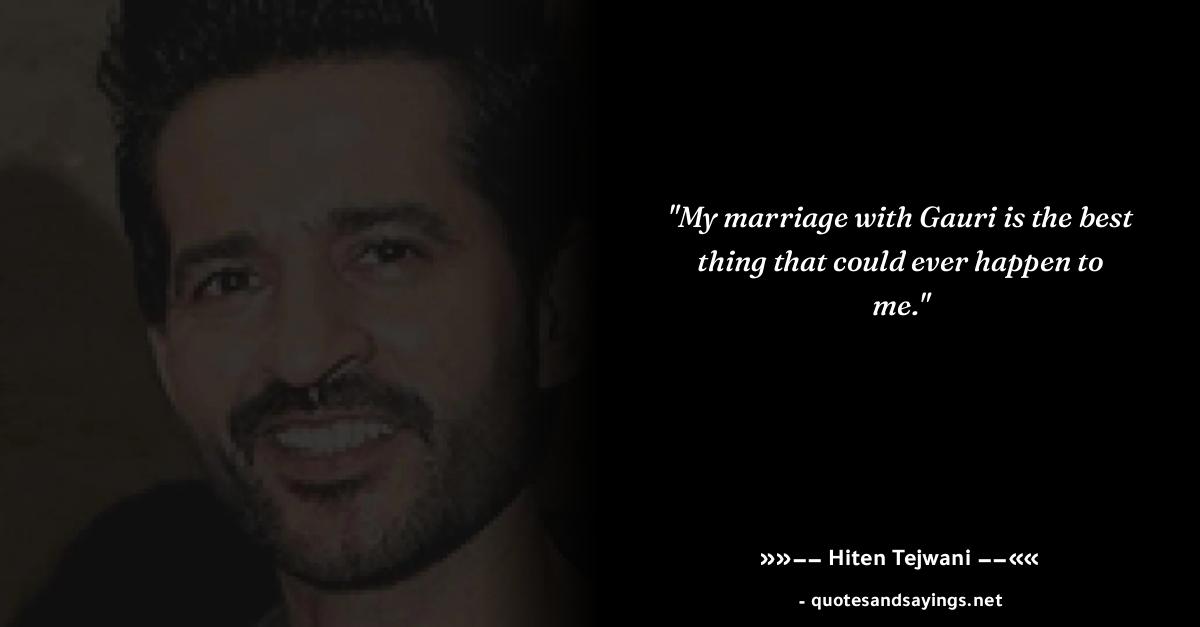 "My marriage with Gauri is the best
thing that could ever happen to
me."
»»−− Hiten Tejwani −−««
- quotesandsayings.net